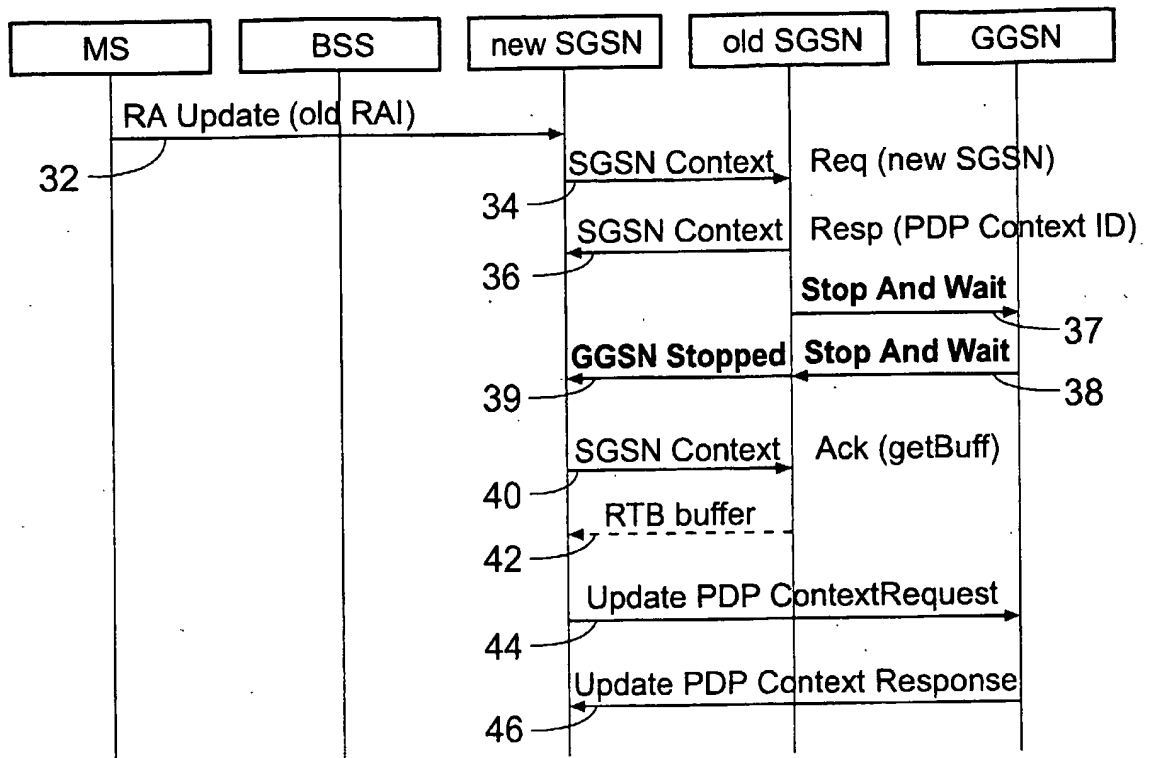 MS BSS new SGSN old SGSN GGSN
RA Update (old RAI)
32
SGSN Context Req (new SGSN)
34
SGSN Context Resp (PDP Context ID)
36
Stop And Wait
37
GGSN Stopped Stop And Wait
39 38
SGSN Context Ack (getBuff)
40
RTB buffer
42
Update PDP ContextRequest
44
Update PDP Context Response
46